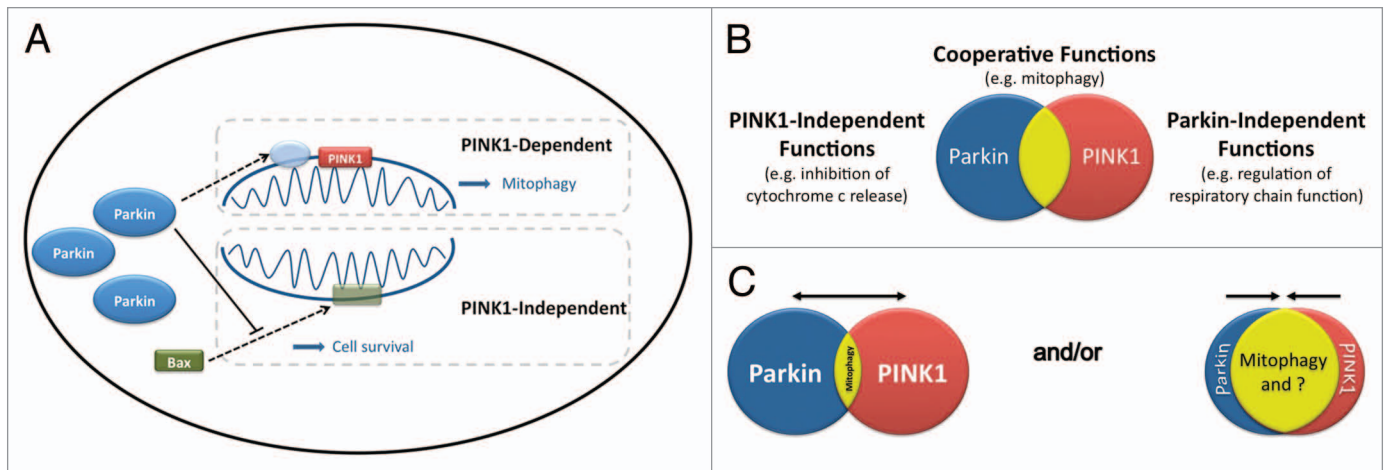 A
PINK1-Dependent
PINK1
Mitophagy
Parkin
Parkin
Parkin
PINK1-Independent
Cell survival
Bax
B
Cooperative Functions
(e.g. mitophagy)
PINK1-Independent
Functions
(e.g. inhibition of
cytochrome c release)
Parkin
PINK1
Parkin-Independent
Functions
(e.g. regulation of
respiratory chain function)
C
Parkin
Mitophagy
PINK1
and/or
Parkin
Mitophagy
and ?
PINK1